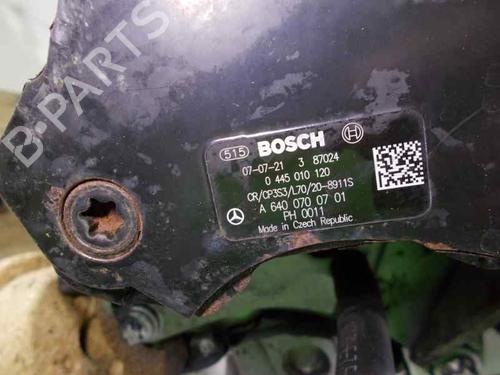 B-PARTS
515 BOSCH
07-07-21 3 87024
0 445 010 120
CR/CP3S3/L70/20-8911S
A 640 070 07 01
PH 0011
Made in Czech Republic